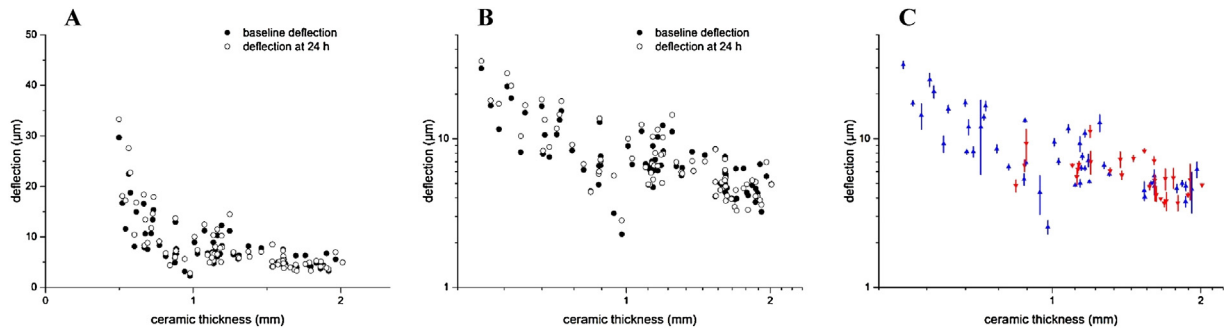 A
baseline deflection
deflection at 24 h
50
40
30
20
10
0
deflection (µm)
0
1
2
ceramic thickness (mm)
B
baseline deflection
deflection at 24 h
10
1
deflection (µm)
1
2
ceramic thickness (mm)
C
10
1
deflection (µm)
1
2
ceramic thickness (mm)